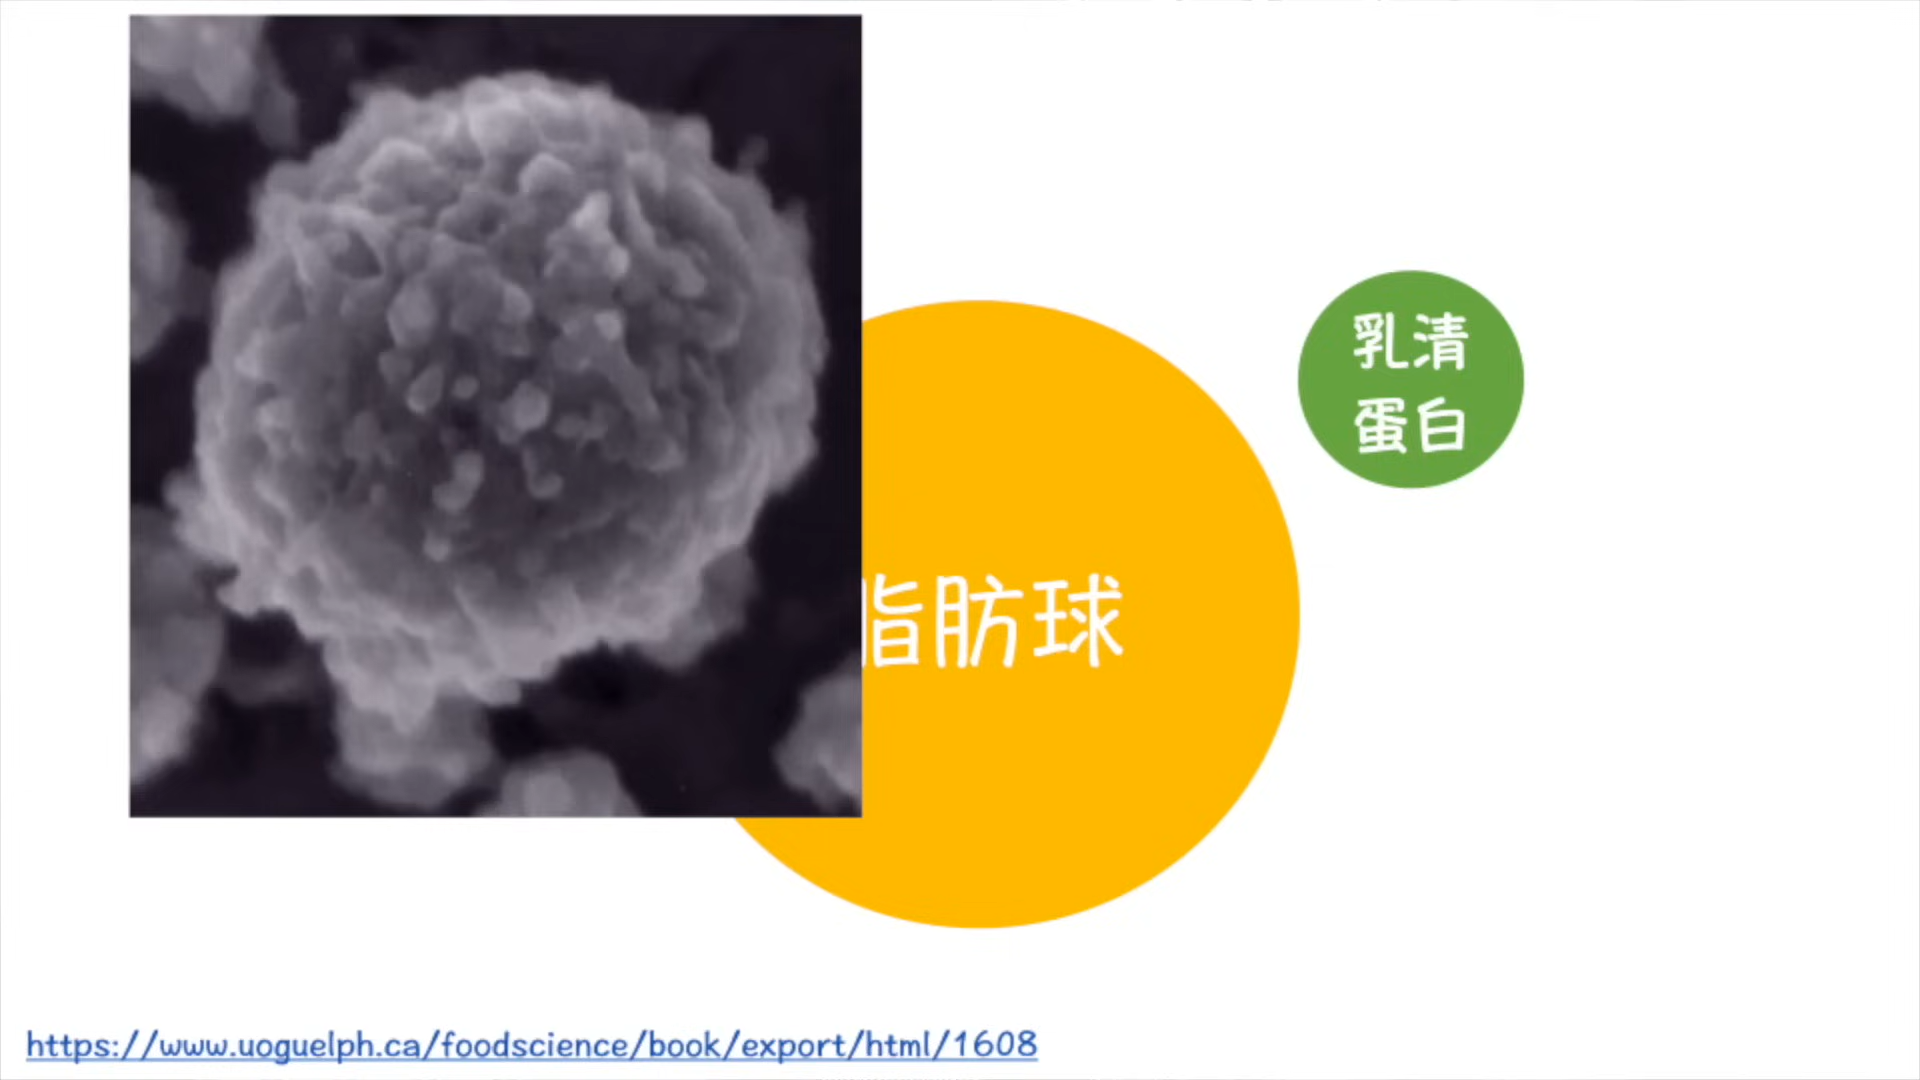 乳清
蛋白
脂肪球
https://www.uoguelph.ca/foodscience/book/export/html/1608